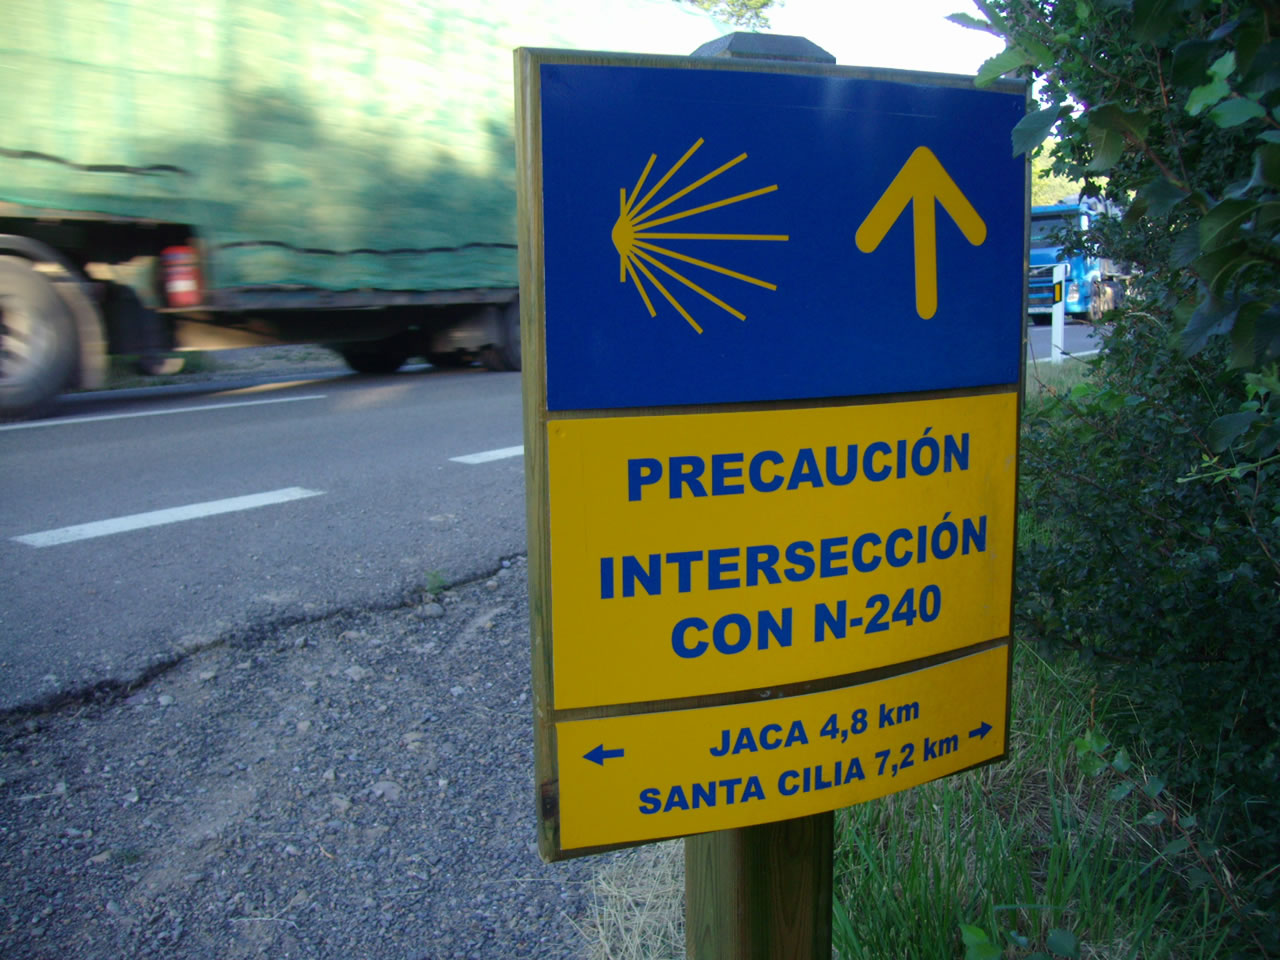 PRECAUCIÓN
INTERSECCIÓN
CON N-240
JACA 4,8 km
SANTA CILIA 7,2 km